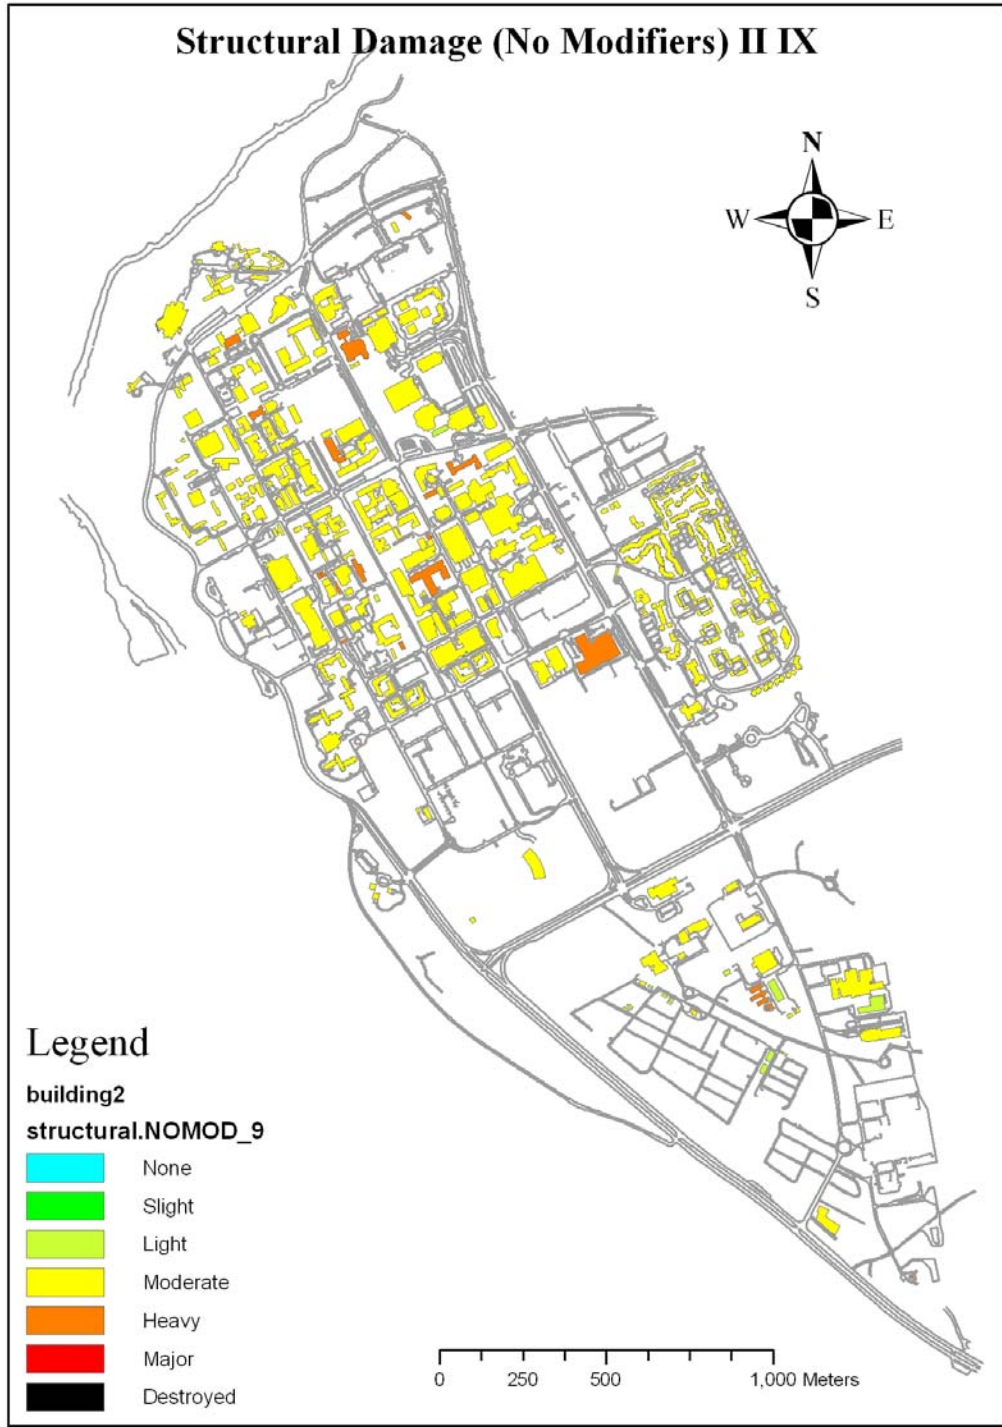 Structural Damage (No Modifiers) II IX
N
W E
S
Legend
building2
structural.NOMOD_9
None
Slight
Light
Moderate
Heavy
Major
Destroyed
0 250 500 1,000 Meters